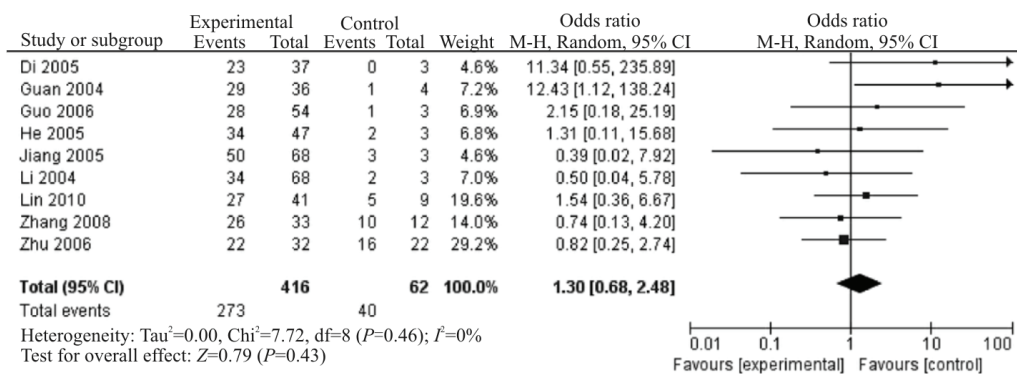 Experimental Control Odds ratio Odds ratio
Study or subgroup Events Total Events Total Weight M-H, Random, 95% CI M-H, Random, 95% CI
Di 2005 23 37 0 3 4.6% 11.34 [0.55, 235.89]
Guan 2004 29 36 1 4 7.2% 12.43 [1.12, 138.24]
Guo 2006 28 54 1 3 6.9% 2.15 [0.18, 25.19]
He 2005 34 47 2 3 6.8% 1.31 [0.11, 15.68]
Jiang 2005 50 68 3 3 4.6% 0.39 [0.02, 7.92]
Li 2004 34 68 2 3 7.0% 0.50 [0.04, 5.78]
Lin 2010 27 41 5 9 19.6% 1.54 [0.36, 6.67]
Zhang 2008 26 33 10 12 14.0% 0.74 [0.13, 4.20]
Zhu 2006 22 32 16 22 29.2% 0.82 [0.25, 2.74]
Total (95% CI) 416 62 100.0% 1.30 [0.68, 2.48]
Total events 273 40
Heterogeneity: Tau²=0.00, Chi²=7.72, df=8 (P=0.46); I²=0%
Test for overall effect: Z=0.79 (P=0.43)
0.01 0.1 1 10 100
Favours [experimental] Favours [control]